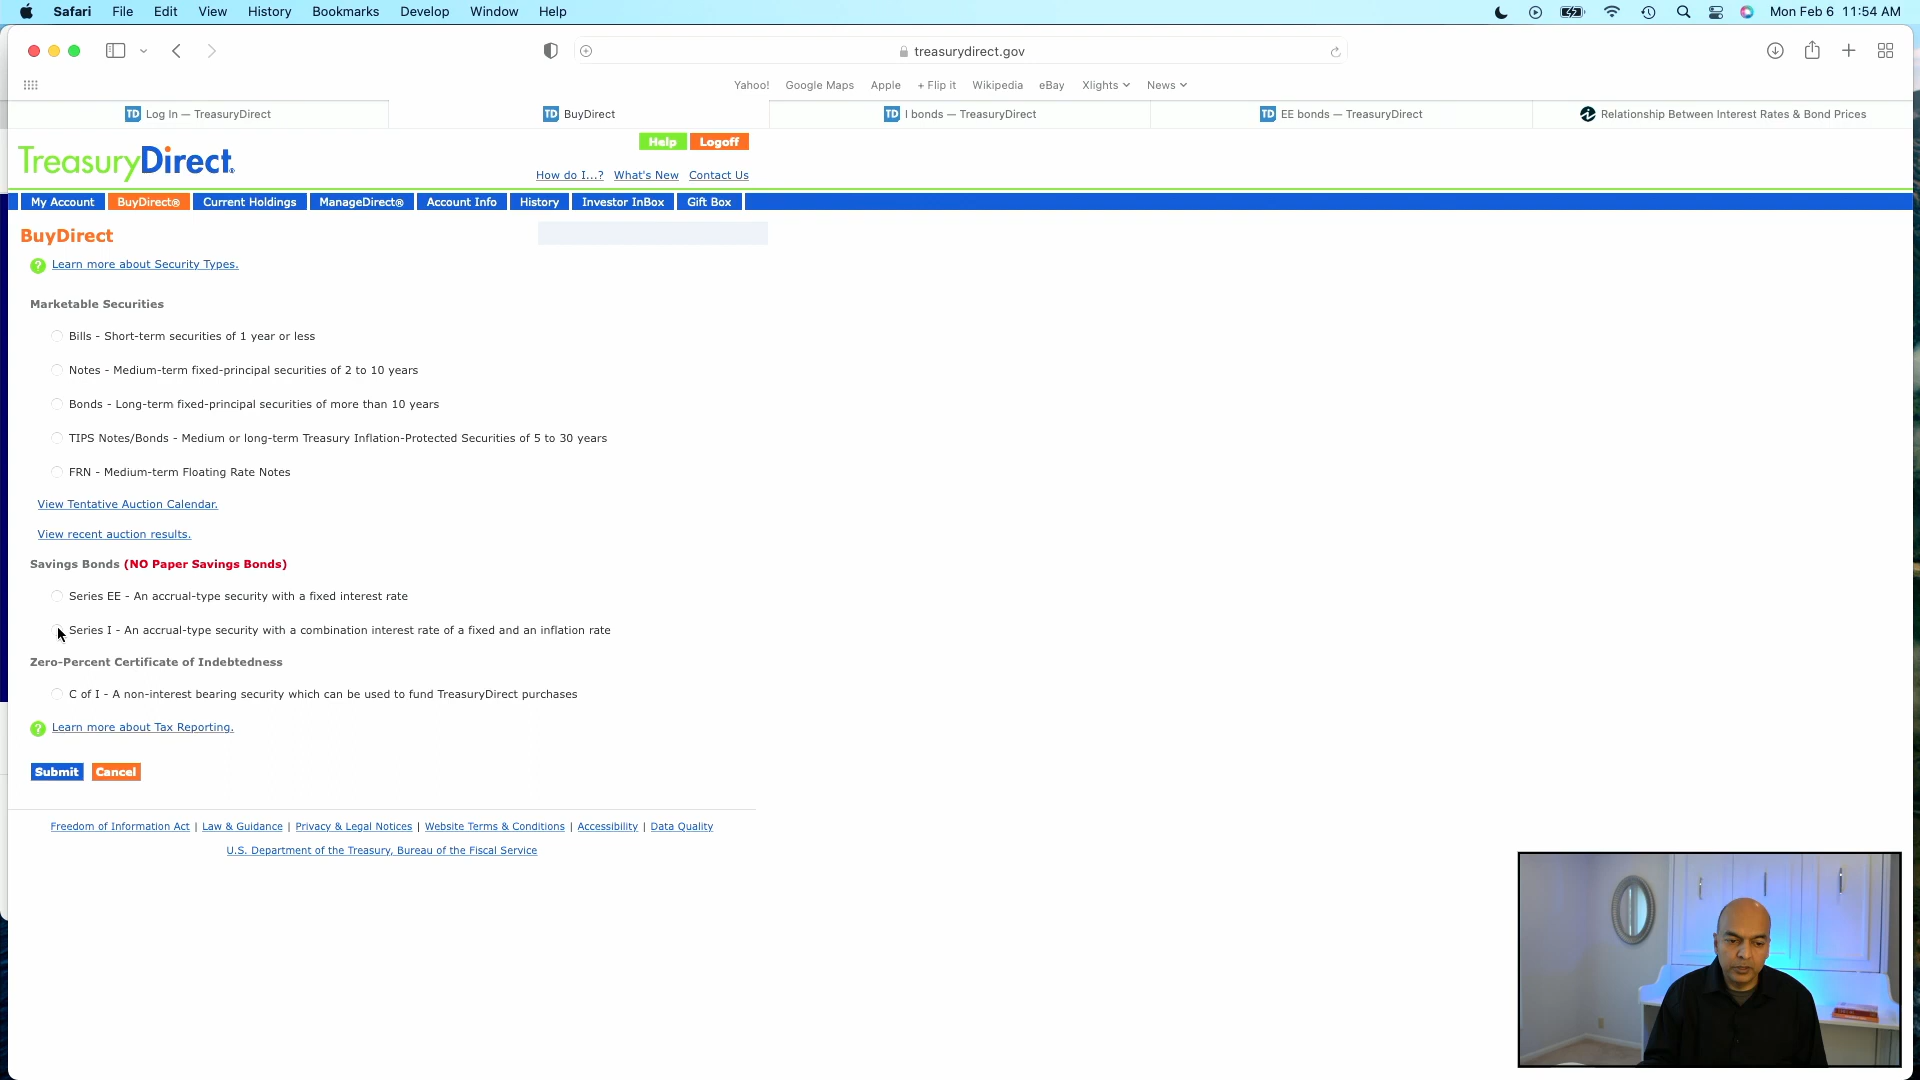 Safari File Edit View History Bookmarks Develop Window Help Mon Feb 6 11:54 AM
treasurydirect.gov
Yahoo! Google Maps Apple + Flip it Wikipedia eBay Xlights News
TD Log In — TreasuryDirect TD BuyDirect TD I bonds — TreasuryDirect TD EE bonds — TreasuryDirect Relationship Between Interest Rates & Bond Prices
Help Logoff
TreasuryDirect®
How do I...? What's New Contact Us
My Account BuyDirect® Current Holdings ManageDirect® Account Info History Investor InBox Gift Box
BuyDirect
? Learn more about Security Types.
Marketable Securities
Bills - Short-term securities of 1 year or less
Notes - Medium-term fixed-principal securities of 2 to 10 years
Bonds - Long-term fixed-principal securities of more than 10 years
TIPS Notes/Bonds - Medium or long-term Treasury Inflation-Protected Securities of 5 to 30 years
FRN - Medium-term Floating Rate Notes
View Tentative Auction Calendar.
View recent auction results.
Savings Bonds (NO Paper Savings Bonds)
Series EE - An accrual-type security with a fixed interest rate
Series I - An accrual-type security with a combination interest rate of a fixed and an inflation rate
Zero-Percent Certificate of Indebtedness
C of I - A non-interest bearing security which can be used to fund TreasuryDirect purchases
? Learn more about Tax Reporting.
Submit Cancel
Freedom of Information Act | Law & Guidance | Privacy & Legal Notices | Website Terms & Conditions | Accessibility | Data Quality
U.S. Department of the Treasury, Bureau of the Fiscal Service